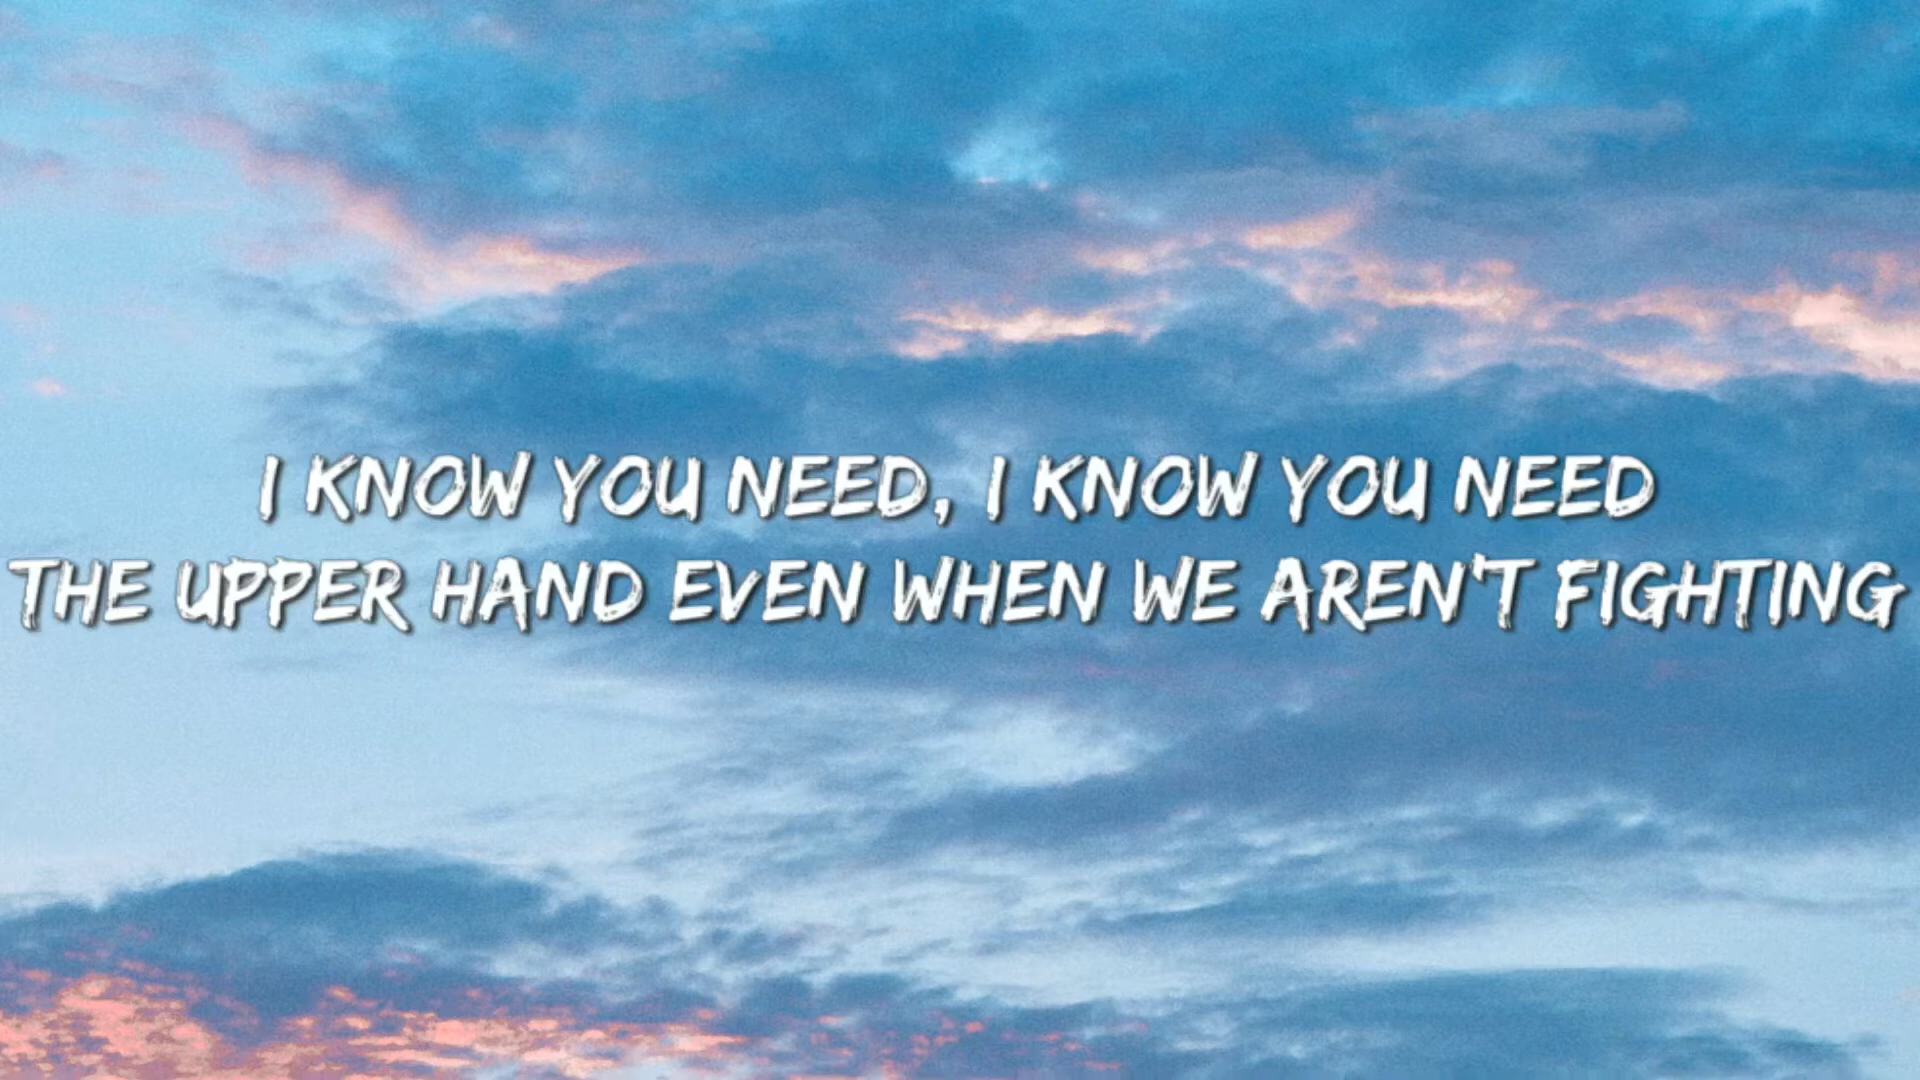 I KNOW YOU NEED, I KNOW YOU NEED
THE UPPER HAND EVEN WHEN WE AREN'T FIGHTING